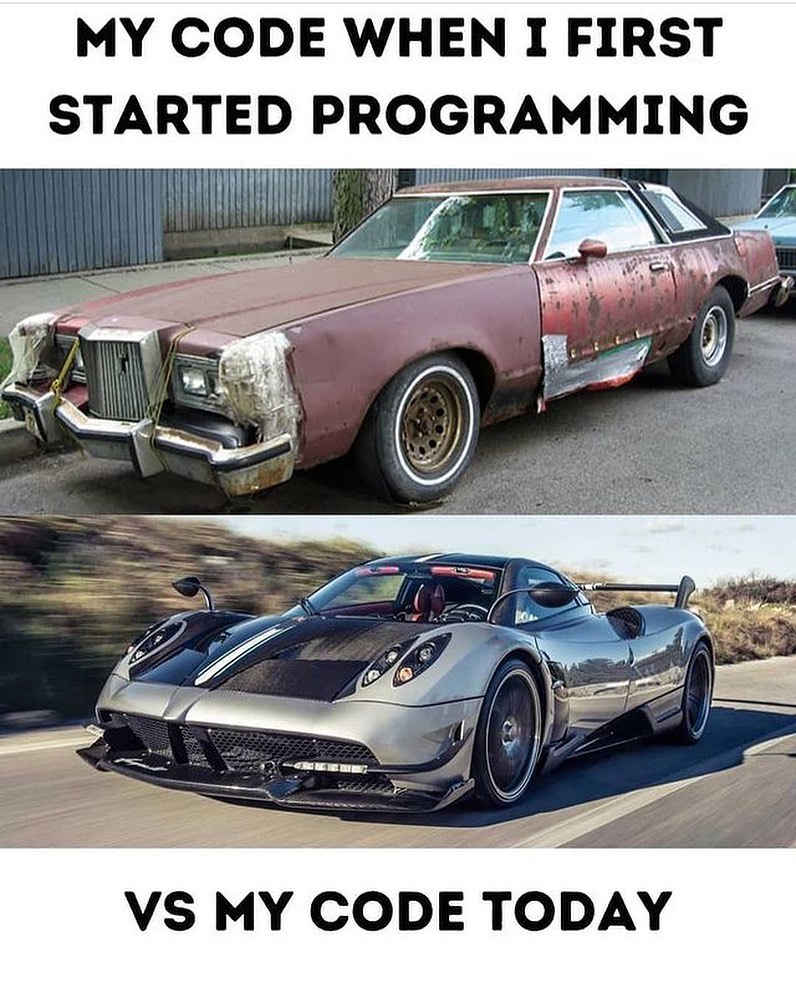 MY CODE WHEN I FIRST
STARTED PROGRAMMING
VS MY CODE TODAY